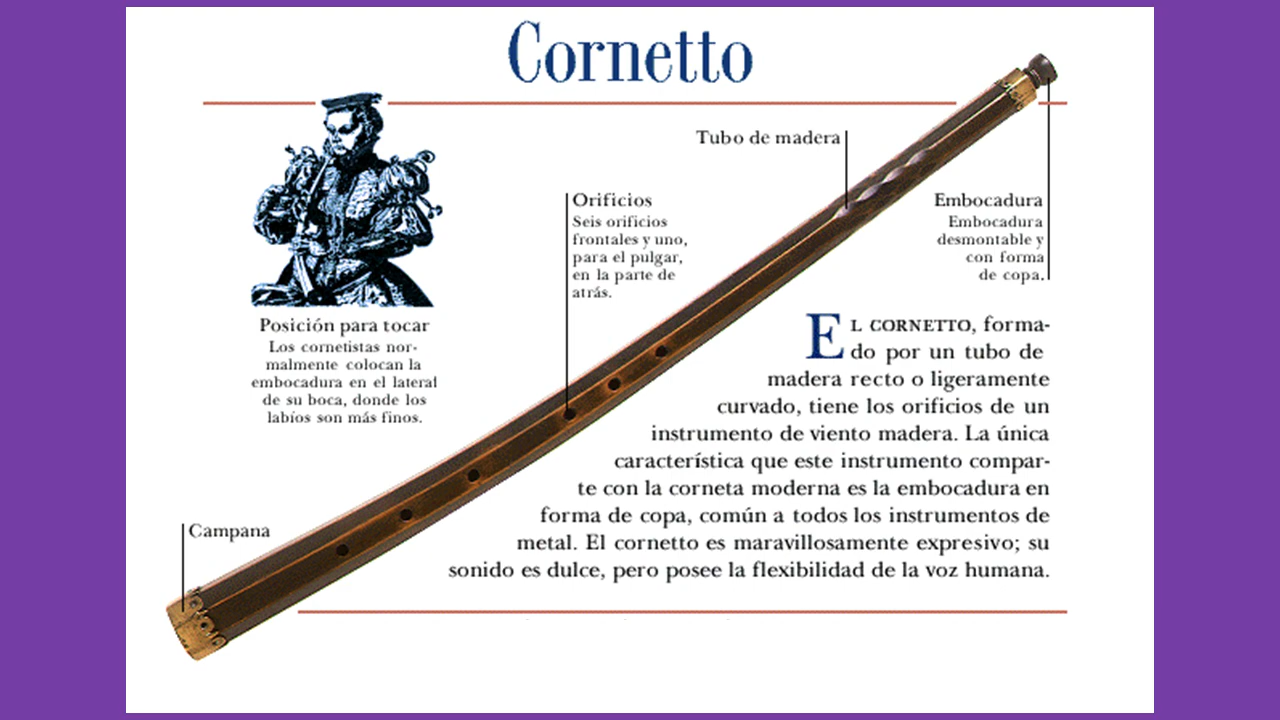 Cornetto
Tubo de madera
Orificios
Seis orificios
frontales y uno,
para el pulgar,
en la parte de
atrás.
Embocadura
Embocadura
desmontable y
con forma
de copa.
Posición para tocar
Los cornetistas nor-
malmente colocan la
embocadura en el lateral
de su boca, donde los
labios son más finos.
EL CORNETTO, forma-
do por un tubo de
madera recto o ligeramente
curvado, tiene los orificios de un
instrumento de viento madera. La única
característica que este instrumento compar-
te con la corneta moderna es la embocadura en
forma de copa, común a todos los instrumentos de
metal. El cornetto es maravillosamente expresivo; su
sonido es dulce, pero posee la flexibilidad de la voz humana.
Campana